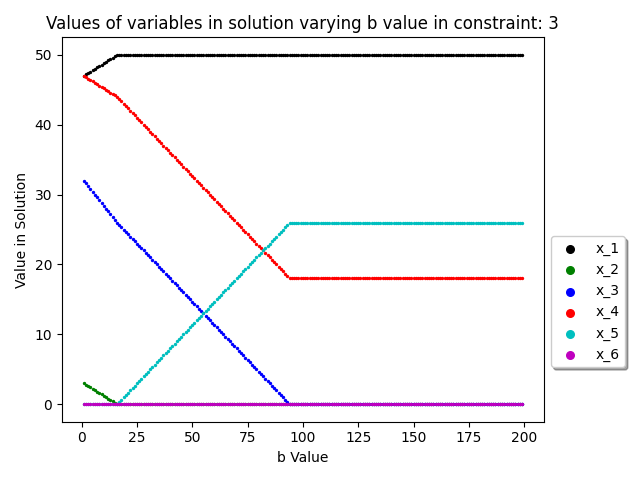 Values of variables in solution varying b value in constraint: 3
Value in Solution
50
40
30
20
10
0
0 25 50 75 100 125 150 175 200
b Value
x_1
x_2
x_3
x_4
x_5
x_6